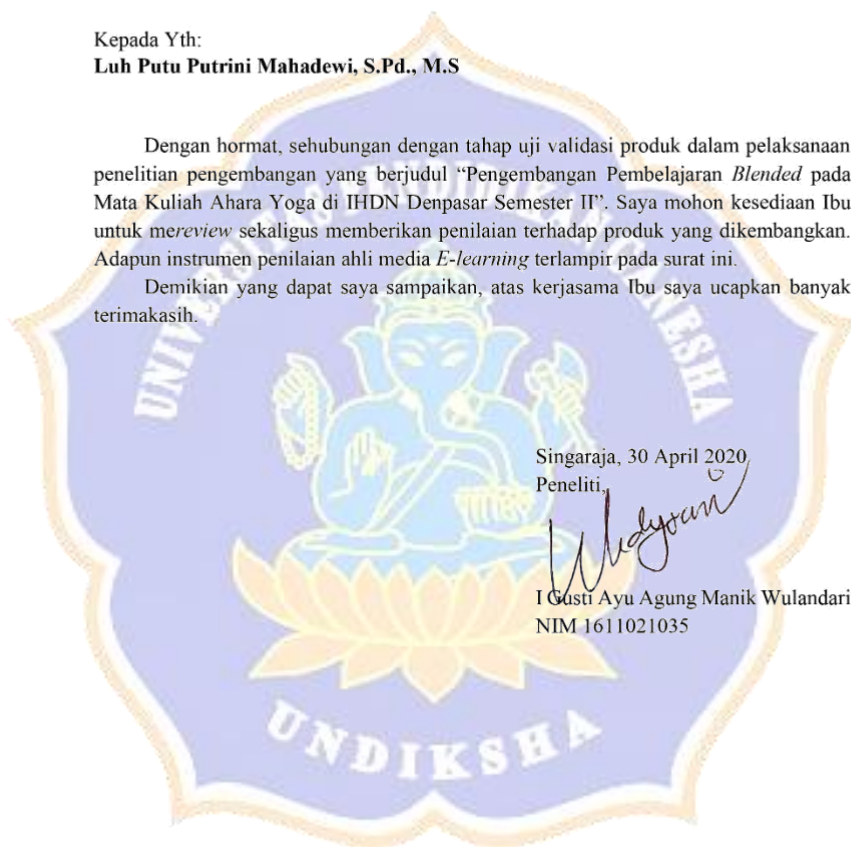 Kepada Yth:
Luh Putu Putrini Mahadewi, S.Pd., M.S
Dengan hormat, sehubungan dengan tahap uji validasi produk dalam pelaksanaan
penelitian pengembangan yang berjudul “Pengembangan Pembelajaran Blended pada
Mata Kuliah Ahara Yoga di IHDN Denpasar Semester II”. Saya mohon kesediaan Ibu
untuk mereview sekaligus memberikan penilaian terhadap produk yang dikembangkan.
Adapun instrumen penilaian ahli media E-learning terlampir pada surat ini.
Demikian yang dapat saya sampaikan, atas kerjasama Ibu saya ucapkan banyak
terimakasih.
UNIVERSITAS PENDIDIKAN GANESHA
Singaraja, 30 April 2020
Peneliti,
I Gusti Ayu Agung Manik Wulandari
NIM 1611021035
UNDIKSHA